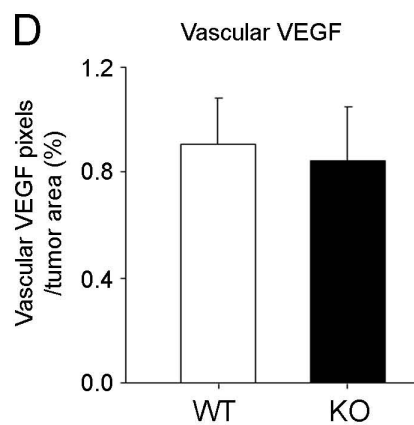 D
Vascular VEGF
Vascular VEGF pixels
/tumor area (%)
1.2
0.8
0.4
0.0
WT KO